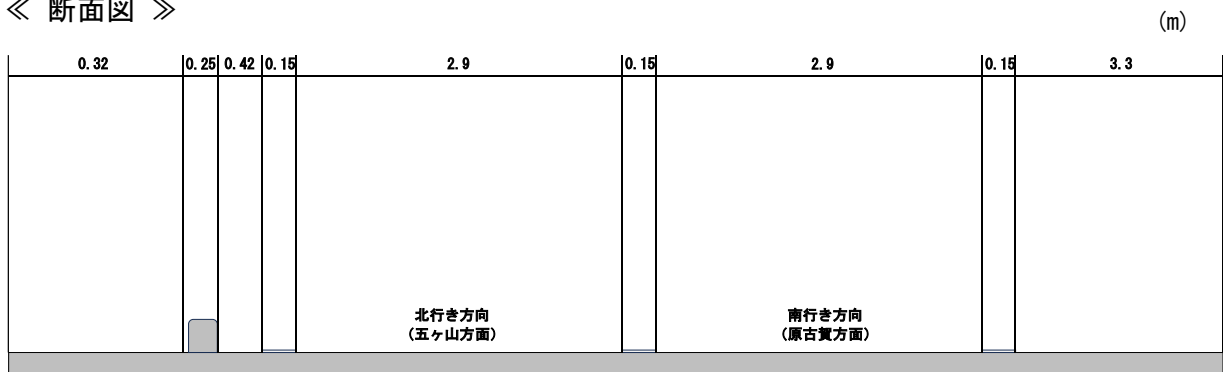 ≪ 断面図 ≫
(m)
0.32 0.25 0.42 0.15 2.9 0.15 2.9 0.15 3.3
北行き方向 南行き方向
(五ヶ山方面) (原古賀方面)